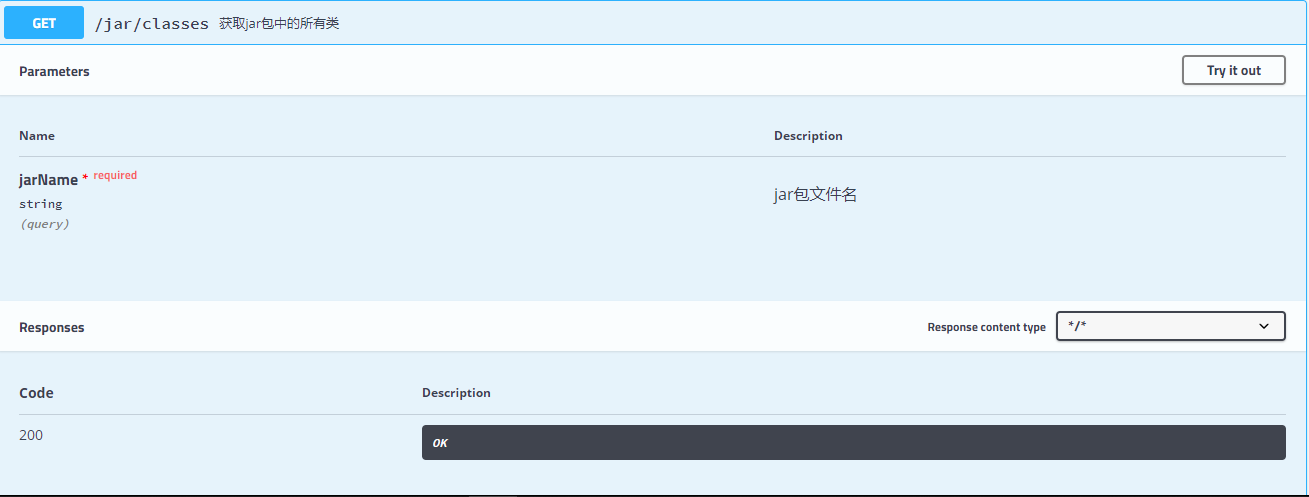 GET /jar/classes 获取jar包中的所有类
Parameters Try it out
Name Description
jarName * required
string
(query)
jar包文件名
Responses Response content type */*
Code Description
200 OK